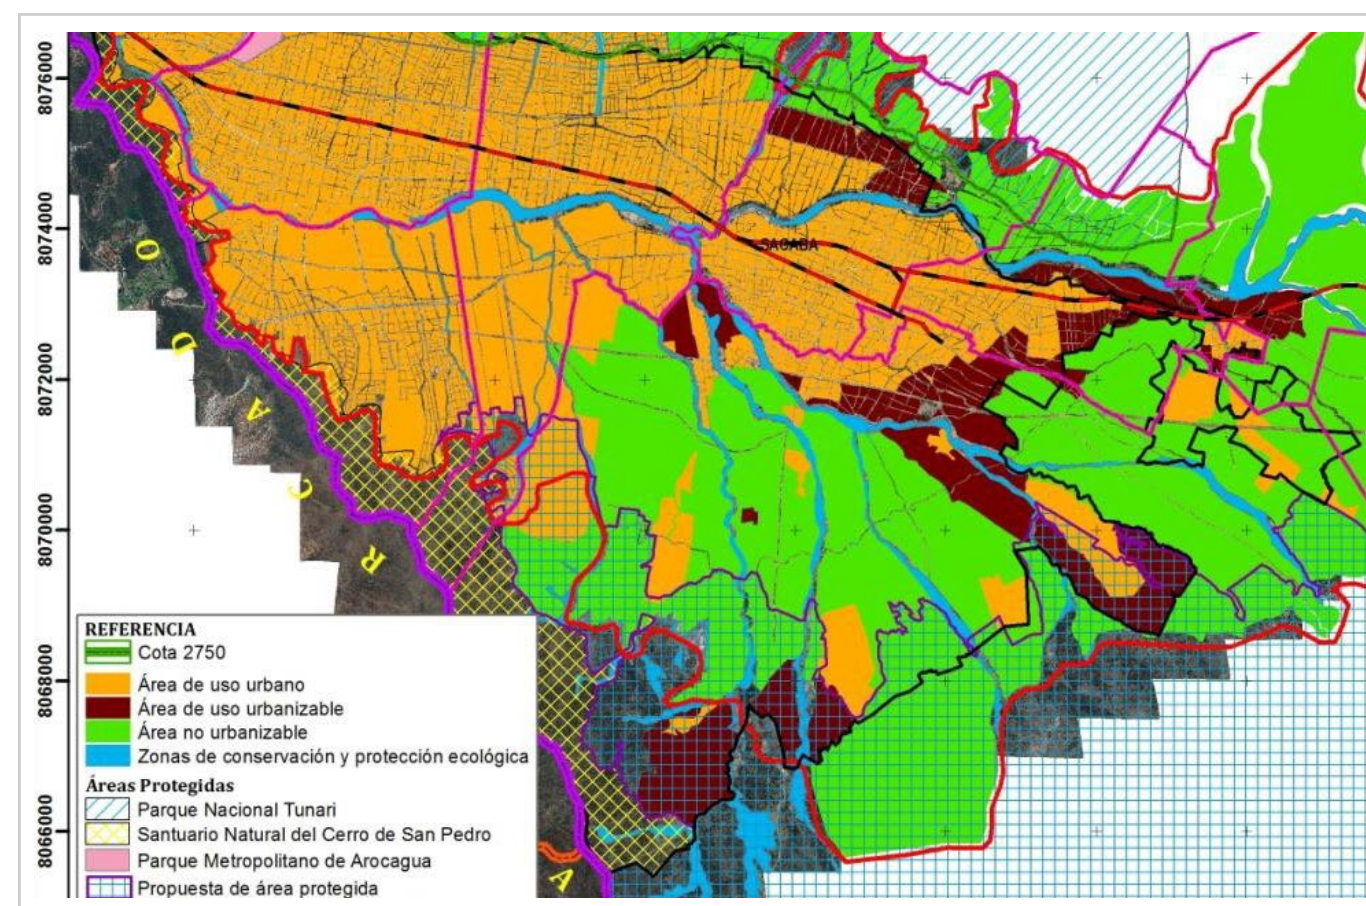 8076000
8074000
8072000
8070000
8068000
8066000
SACABA
O
D
A
C
R
A
REFERENCIA
Cota 2750
Área de uso urbano
Área de uso urbanizable
Área no urbanizable
Zonas de conservación y protección ecológica
Áreas Protegidas
Parque Nacional Tunari
Santuario Natural del Cerro de San Pedro
Parque Metropolitano de Arocagua
Propuesta de área protegida